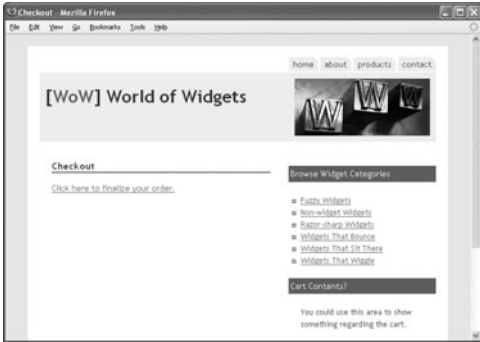 Checkout - Mozilla Firefox
File Edit View Go Bookmarks Tools Help
home about products contact
[WoW] World of Widgets
W W W
Checkout
Click here to finalize your order.
Browse Widget Categories
Fuzzy Widgets
Non-widget Widgets
Razor-sharp Widgets
Widgets That Bounce
Widgets That Sit There
Widgets That Wiggle
Cart Contents?
You could use this area to show
something regarding the cart.